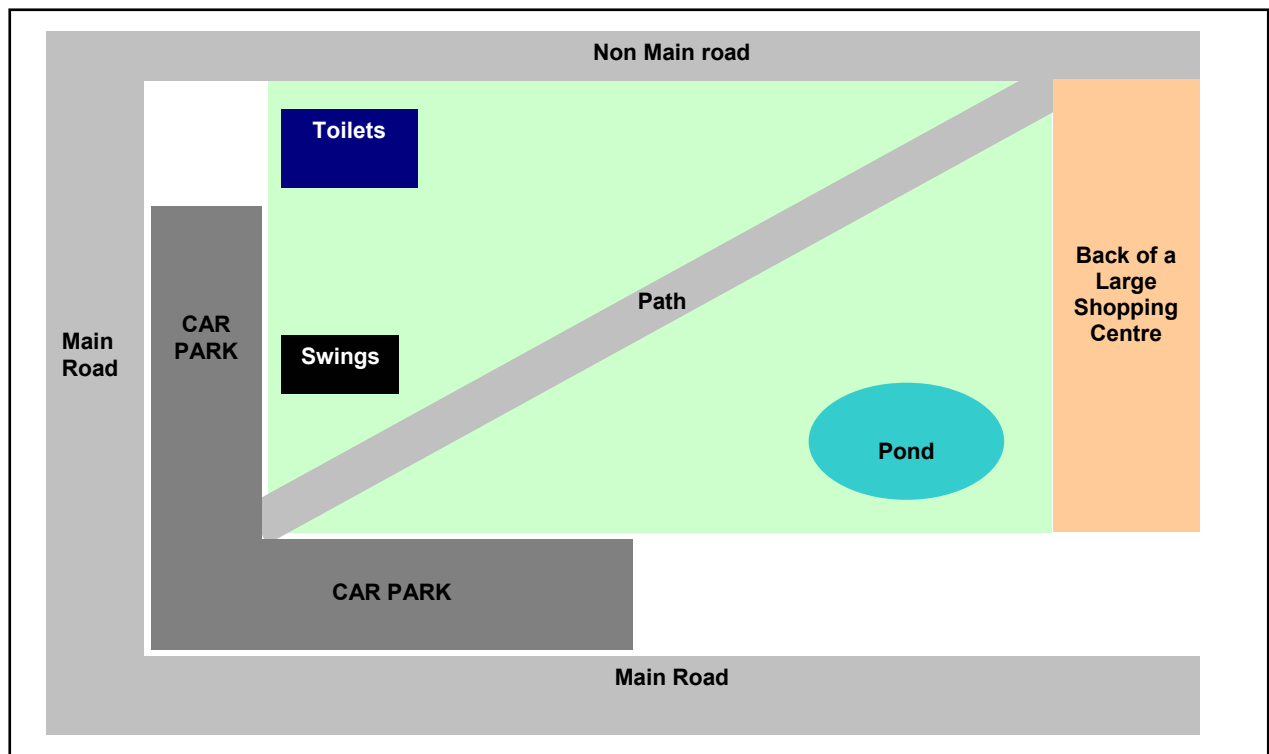 Non Main road
Toilets
Back of a
Large
Shopping
Centre
Path
CAR
PARK
Main
Road
Swings
Pond
CAR PARK
Main Road